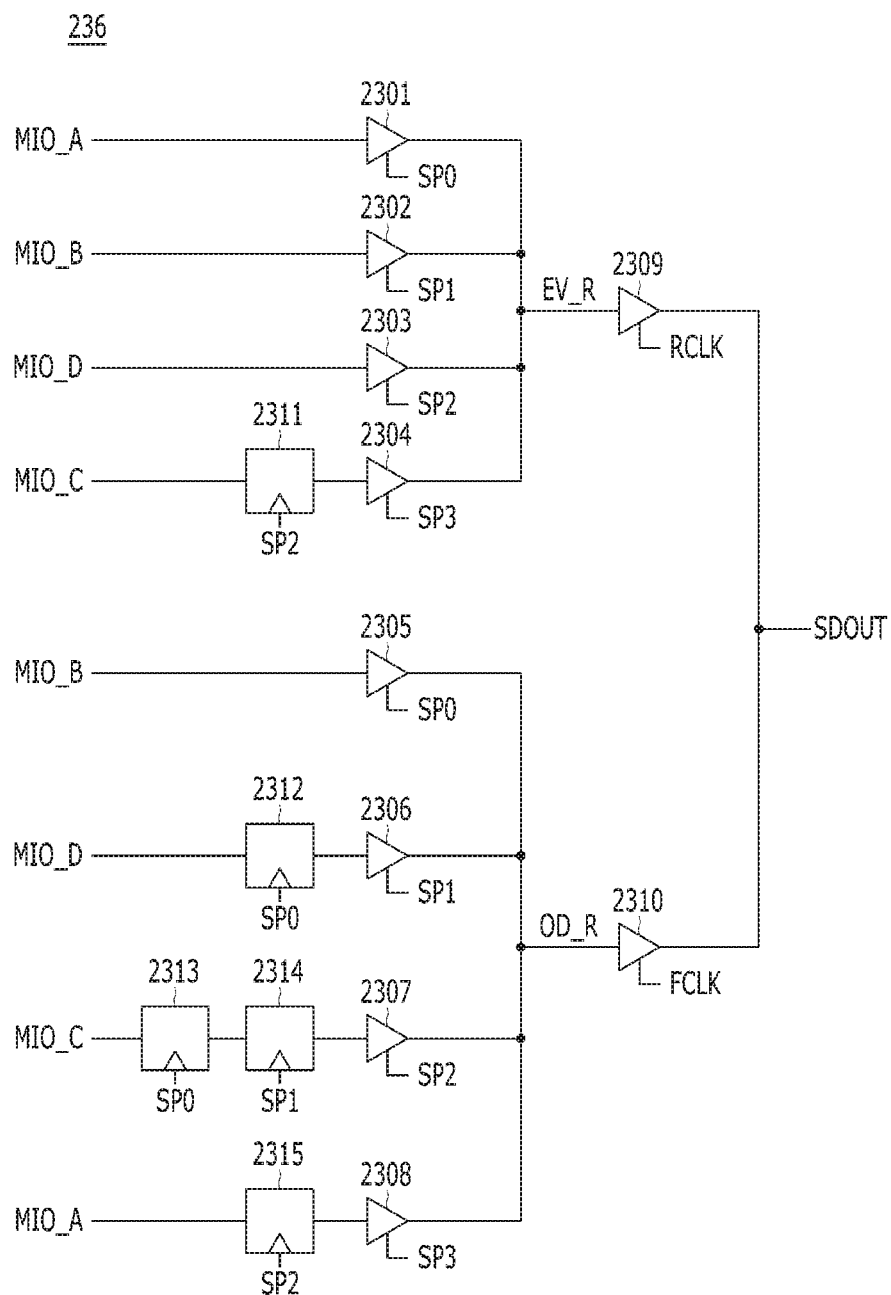 236
2301
MIO_A
SP0
2302
MIO_B
SP1
EV_R
2309
RCLK
2303
MIO_D
SP2
2311
2304
MIO_C
SP2
SP3
SDOUT
2305
MIO_B
SP0
2312
2306
MIO_D
SP0
SP1
OD_R
2310
FCLK
2313
2314
2307
MIO_C
SP0
SP1
SP2
2315
2308
MIO_A
SP2
SP3